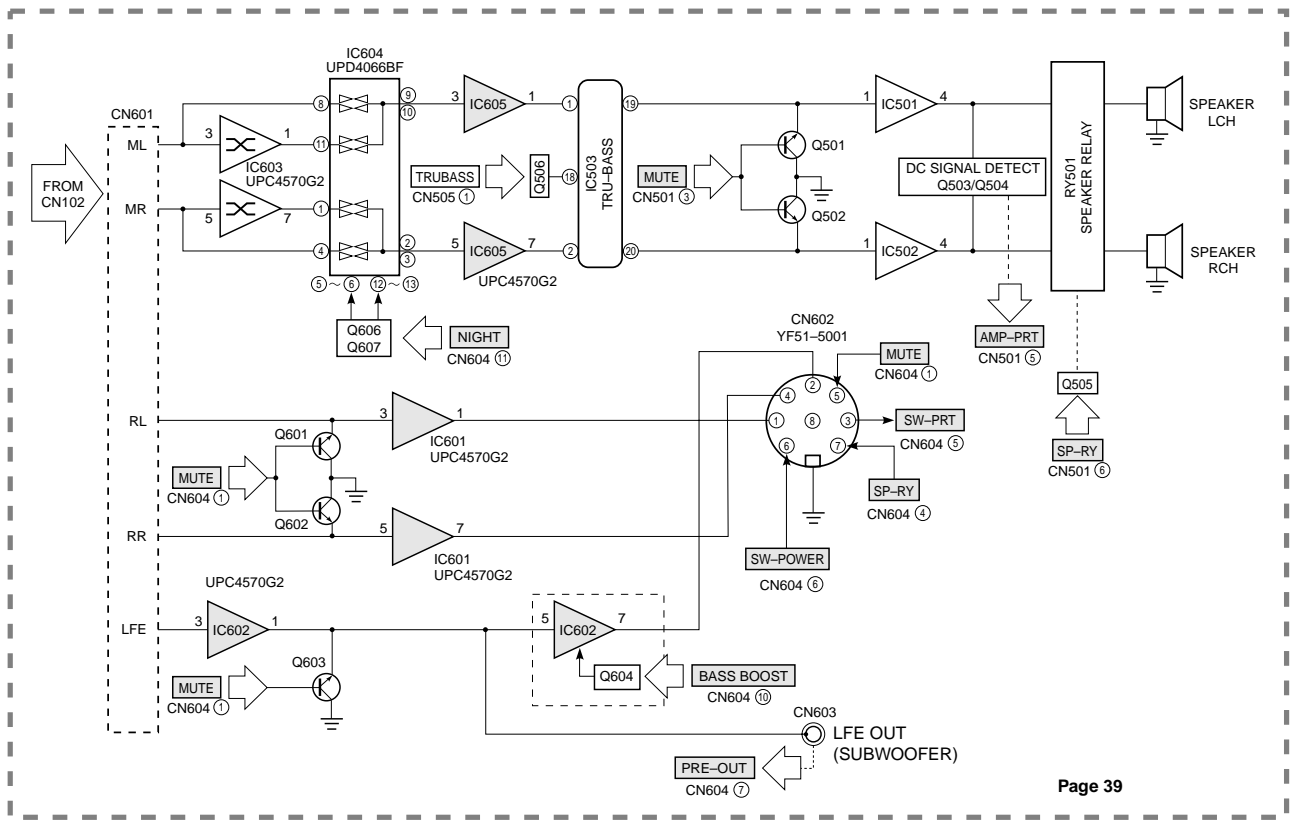 IC604
UPD4066BF
CN601
ML
MR
RL
RR
LFE
FROM
CN102
3
1
IC603
UPC4570G2
5
7
8
11
1
4
9
10
2
3
5 ~ 6
12 ~ 13
Q606
Q607
NIGHT
CN604 11
3
IC605
1
5
IC605
7
UPC4570G2
TRUBASS
CN505 1
Q506
1
18
2
IC503
TRU–BASS
19
20
MUTE
CN501 3
Q501
Q502
1
IC501
4
1
IC502
4
DC SIGNAL DETECT
Q503/Q504
AMP–PRT
CN501 5
RY501
SPEAKER RELAY
SPEAKER
LCH
SPEAKER
RCH
Q505
SP–RY
CN501 6
CN602
YF51–5001
2
4
5
1
8
3
6
7
MUTE
CN604 1
SW–PRT
CN604 5
SP–RY
CN604 4
SW–POWER
CN604 6
Q601
Q602
MUTE
CN604 1
3
1
IC601
UPC4570G2
5
7
IC601
UPC4570G2
UPC4570G2
3
IC602
1
Q603
MUTE
CN604 1
5
IC602
7
Q604
BASS BOOST
CN604 10
CN603
LFE OUT
(SUBWOOFER)
PRE–OUT
CN604 7
Page 39